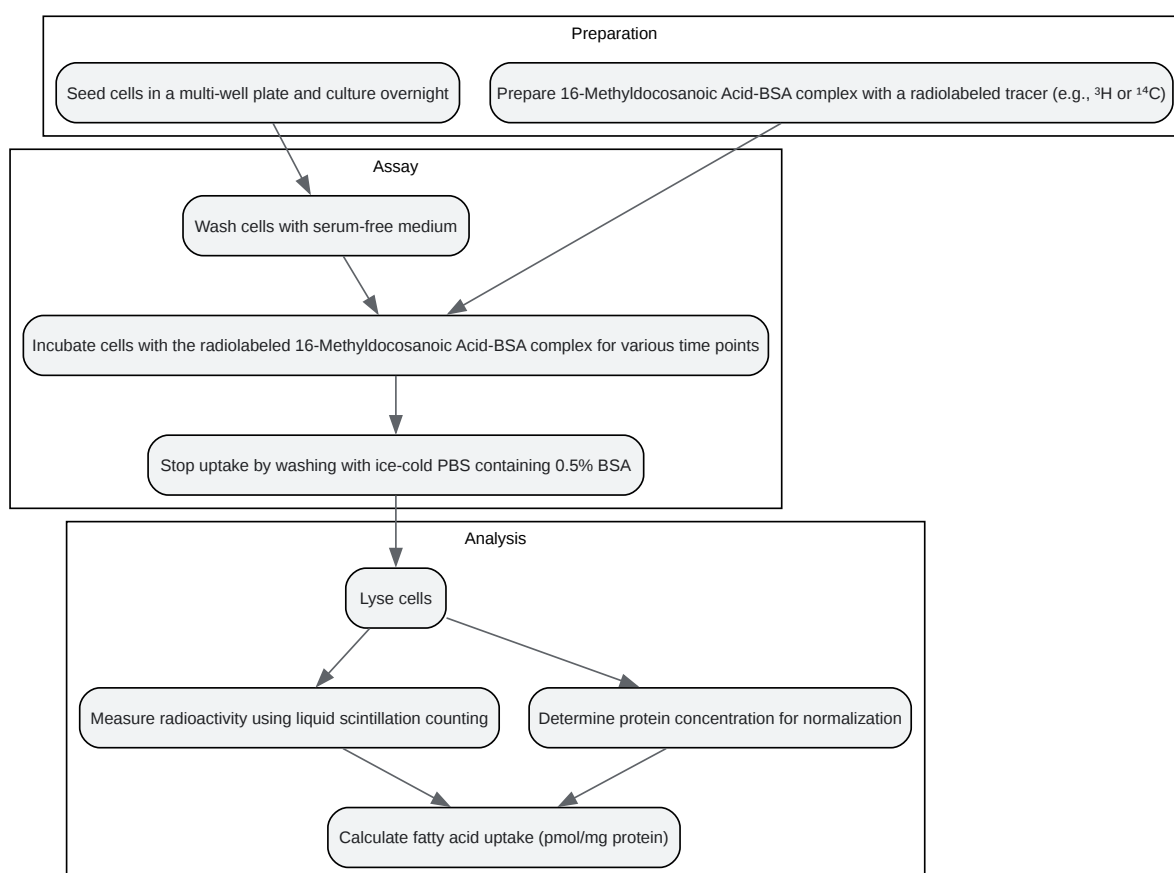 Preparation
Seed cells in a multi-well plate and culture overnight
Prepare 16-Methyldocosanoic Acid-BSA complex with a radiolabeled tracer (e.g., ³H or ¹⁴C)
Assay
Wash cells with serum-free medium
Incubate cells with the radiolabeled 16-Methyldocosanoic Acid-BSA complex for various time points
Stop uptake by washing with ice-cold PBS containing 0.5% BSA
Analysis
Lyse cells
Measure radioactivity using liquid scintillation counting
Determine protein concentration for normalization
Calculate fatty acid uptake (pmol/mg protein)